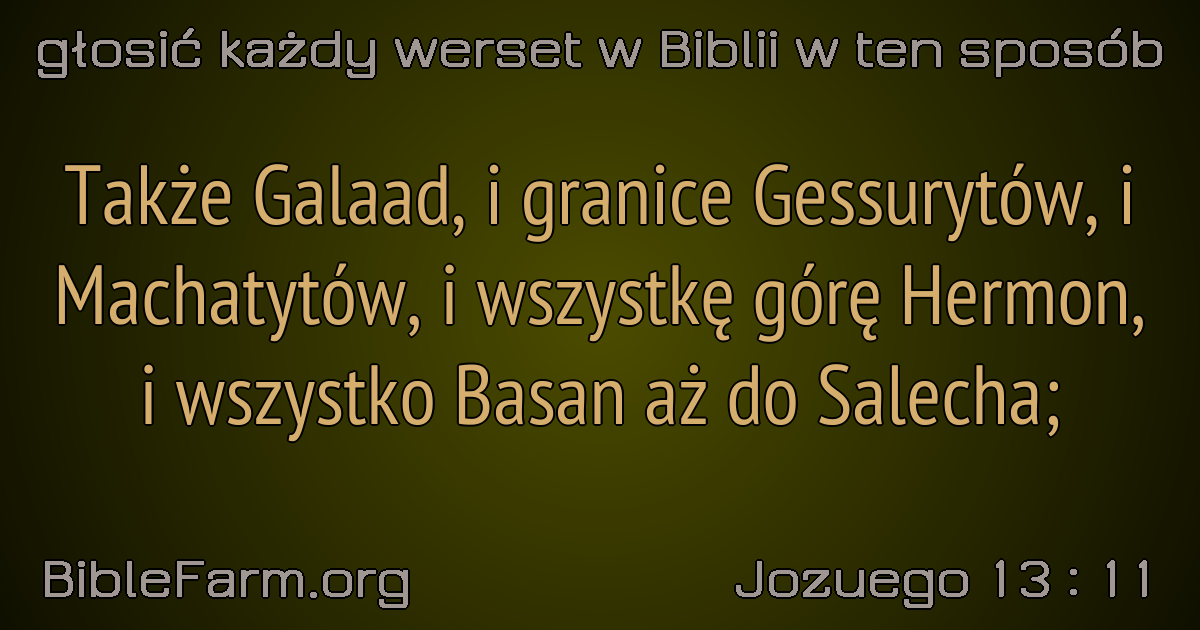 głosić każdy werset w Biblii w ten sposób
Także Galaad, i granice Gessurytów, i
Machatytów, i wszystkę górę Hermon,
i wszystko Basan aż do Salecha;
BibleFarm.org
Jozuego 13 : 11